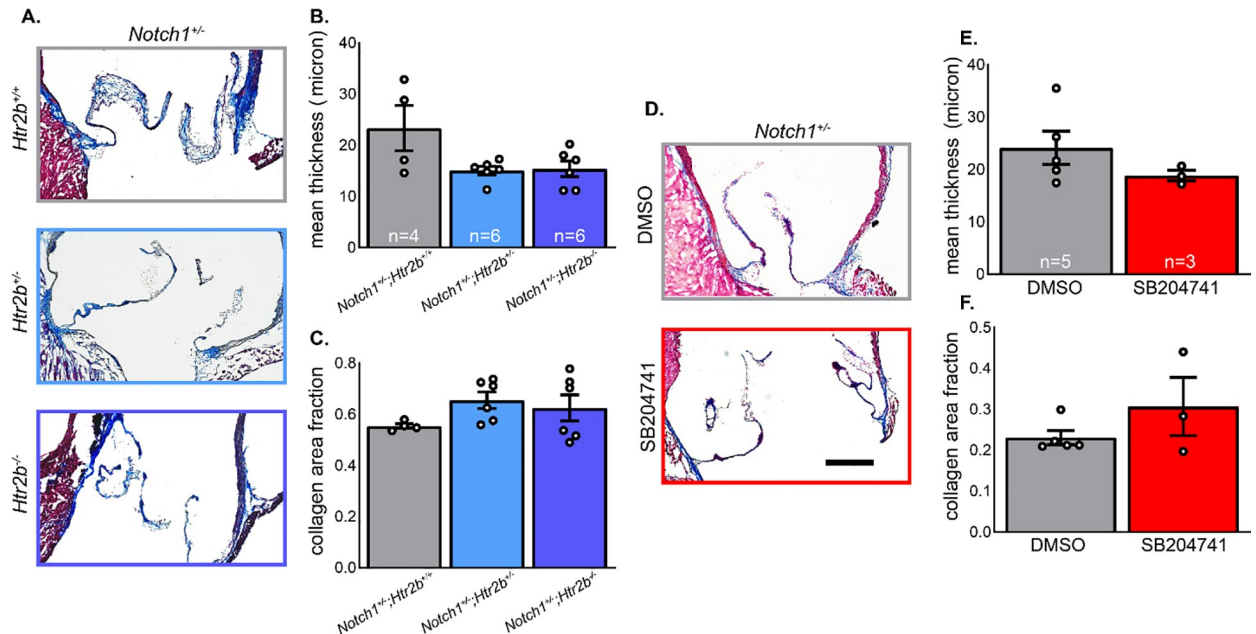 A.
Notch1+/-
Htr2b+/+
Htr2b+/-
Htr2b-/-
B.
mean thickness (micron)
40
30
20
10
0
n=4
n=6
n=6
Notch1+/-;Htr2b+/+
Notch1+/-;Htr2b+/-
Notch1+/-;Htr2b-/-
C.
collagen area fraction
0.8
0.6
0.4
0.2
0.0
Notch1+/-;Htr2b+/+
Notch1+/-;Htr2b+/-
Notch1+/-;Htr2b-/-
D.
Notch1+/-
DMSO
SB204741
E.
mean thickness (micron)
40
30
20
10
0
n=5
n=3
DMSO
SB204741
F.
collagen area fraction
0.5
0.4
0.3
0.2
0.1
0.0
DMSO
SB204741